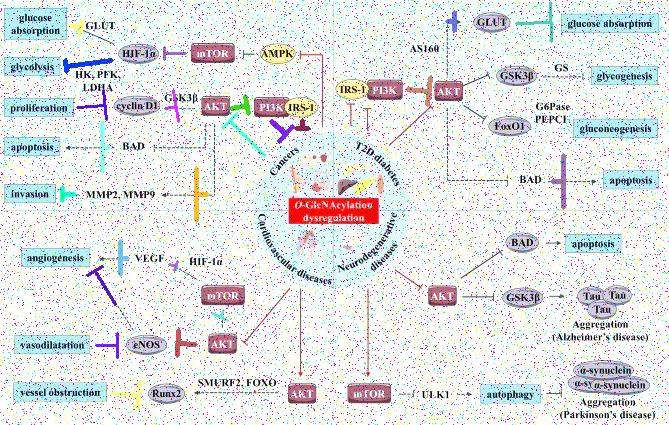 glucose
absorption
GLUT
HIF-1α
mTOR
AMPK
glycolysis
HK, PFK,
LDHA
proliferation
cyclin D1
GSK3β
AKT
PI3K
IRS-1
apoptosis
BAD
invasion
MMP2, MMP9
AS160
GLUT
glucose absorption
IRS-1
PI3K
AKT
GSK3β
GS
glycogenesis
FoxO1
G6Pase
PEPCK
gluconeogenesis
BAD
apoptosis
Cancers
T2D diabetes
O-GlcNAcylation
dysregulation
Cardiovascular diseases
Neurodegenerative
diseases
angiogenesis
VEGF
HIF-1α
mTOR
vasodilatation
eNOS
AKT
vessel obstruction
Runx2
SMURF2, FOXO
AKT
BAD
apoptosis
AKT
GSK3β
Tau
Tau
Tau
Aggregation
(Alzheimer's disease)
mTOR
ULK1
autophagy
α-synuclein
α-sy
α-synuclein
Aggregation
(Parkinson's disease)